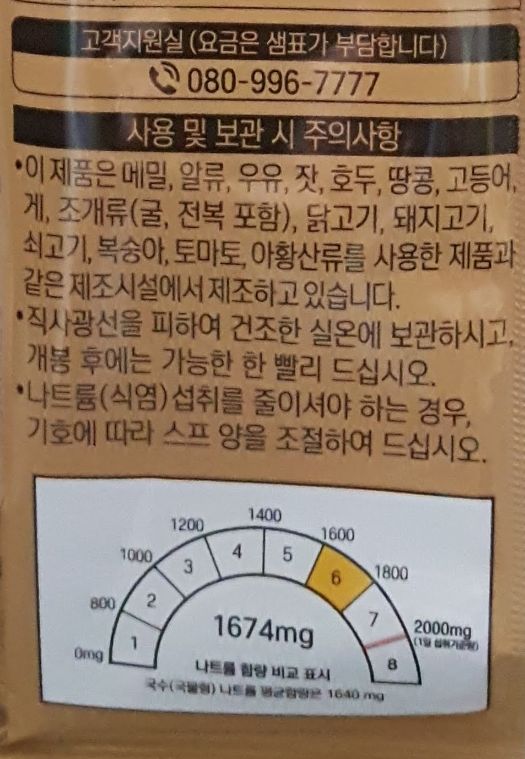 고객지원실 (요금은 샘표가 부담합니다)
080-996-7777
사용 및 보관 시 주의사항
•이 제품은 메밀, 알류, 우유, 잣, 호두, 땅콩, 고등어,
게, 조개류(굴, 전복 포함), 닭고기, 돼지고기,
쇠고기, 복숭아, 토마토, 아황산류를 사용한 제품과
같은 제조시설에서 제조하고 있습니다.
•직사광선을 피하여 건조한 실온에 보관하시고,
개봉 후에는 가능한 한 빨리 드십시오.
•나트륨(식염) 섭취를 줄이셔야 하는 경우,
기호에 따라 스프 양을 조절하여 드십시오.
0mg 800 1000 1200 1400 1600 1800 2000mg
(1일 섭취기준량)
1 2 3 4 5 6 7 8
1674mg
나트륨 함량 비교 표시
국수(국물형) 나트륨 평균함량은 1640 mg